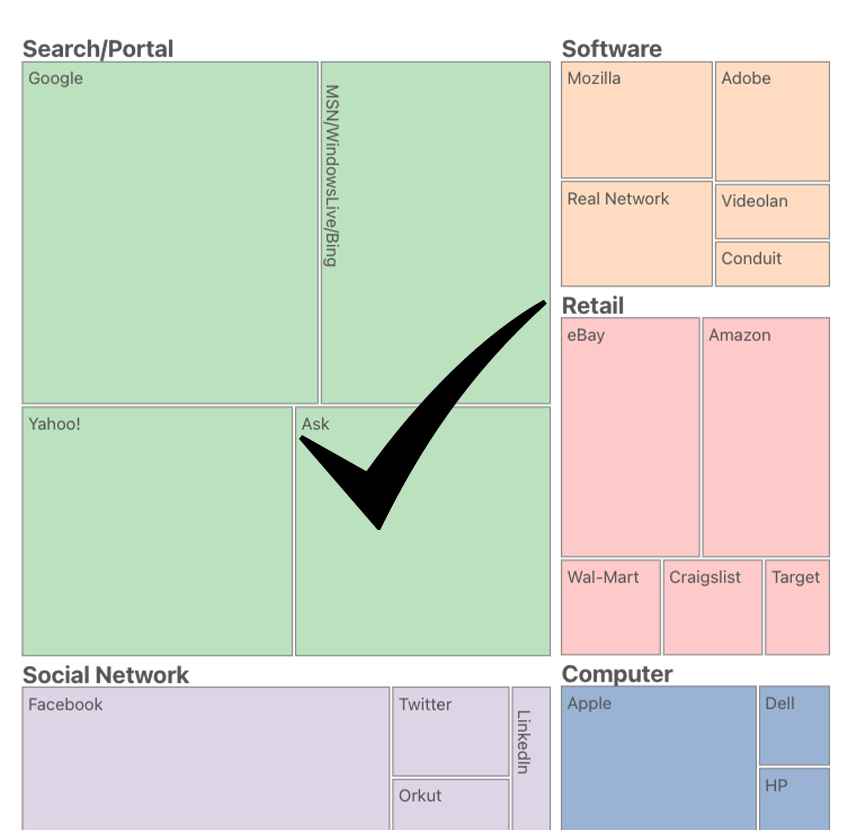 Search/Portal
Google
MSN/WindowsLive/Bing
Yahoo!
Ask
Software
Mozilla
Adobe
Real Network
Videolan
Conduit
Retail
eBay
Amazon
Wal-Mart
Craigslist
Target
Social Network
Facebook
Twitter
LinkedIn
Orkut
Computer
Apple
Dell
HP